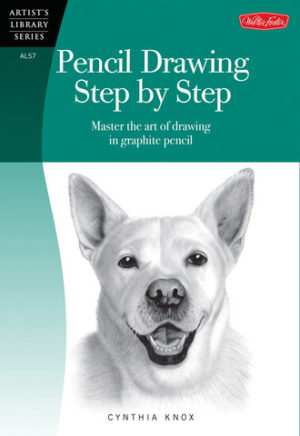 ARTIST'S
LIBRARY
SERIES
AL57
Walter Foster
Pencil Drawing
Step by Step
Master the art of drawing
in graphite pencil
CYNTHIA KNOX